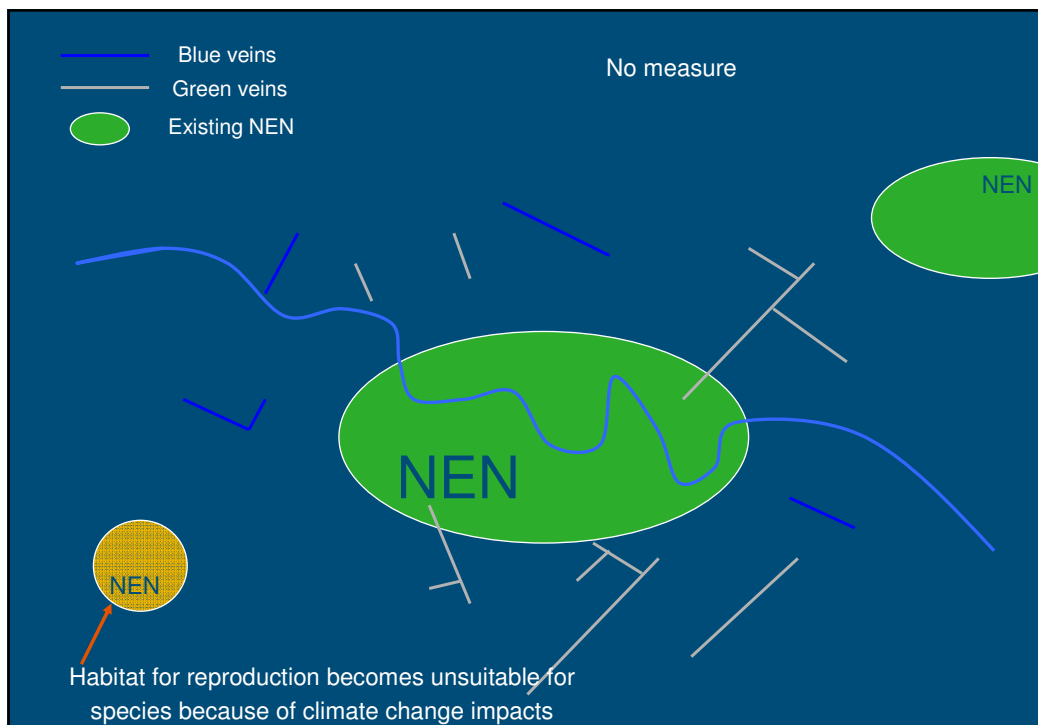 Blue veins
No measure
Green veins
Existing NEN
NEN
NEN
NEN
Habitat for reproduction becomes unsuitable for
species because of climate change impacts